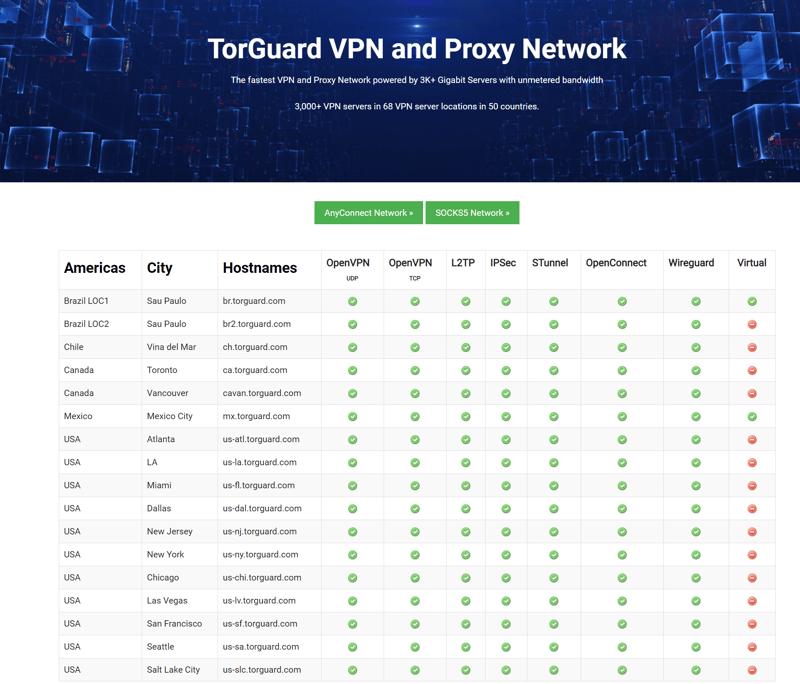 TorGuard VPN and Proxy Network
The fastest VPN and Proxy Network powered by 3K+ Gigabit Servers with unmetered bandwidth
3,000+ VPN servers in 68 VPN server locations in 50 countries.
AnyConnect Network » SOCKS5 Network »
Americas City Hostnames OpenVPN UDP OpenVPN TCP L2TP IPSec STunnel OpenConnect Wireguard Virtual
Brazil LOC1 Sau Paulo br.torguard.com
Brazil LOC2 Sau Paulo br2.torguard.com
Chile Vina del Mar ch.torguard.com
Canada Toronto ca.torguard.com
Canada Vancouver cavan.torguard.com
Mexico Mexico City mx.torguard.com
USA Atlanta us-atl.torguard.com
USA LA us-la.torguard.com
USA Miami us-fl.torguard.com
USA Dallas us-dal.torguard.com
USA New Jersey us-nj.torguard.com
USA New York us-ny.torguard.com
USA Chicago us-chi.torguard.com
USA Las Vegas us-lv.torguard.com
USA San Francisco us-sf.torguard.com
USA Seattle us-sa.torguard.com
USA Salt Lake City us-slc.torguard.com